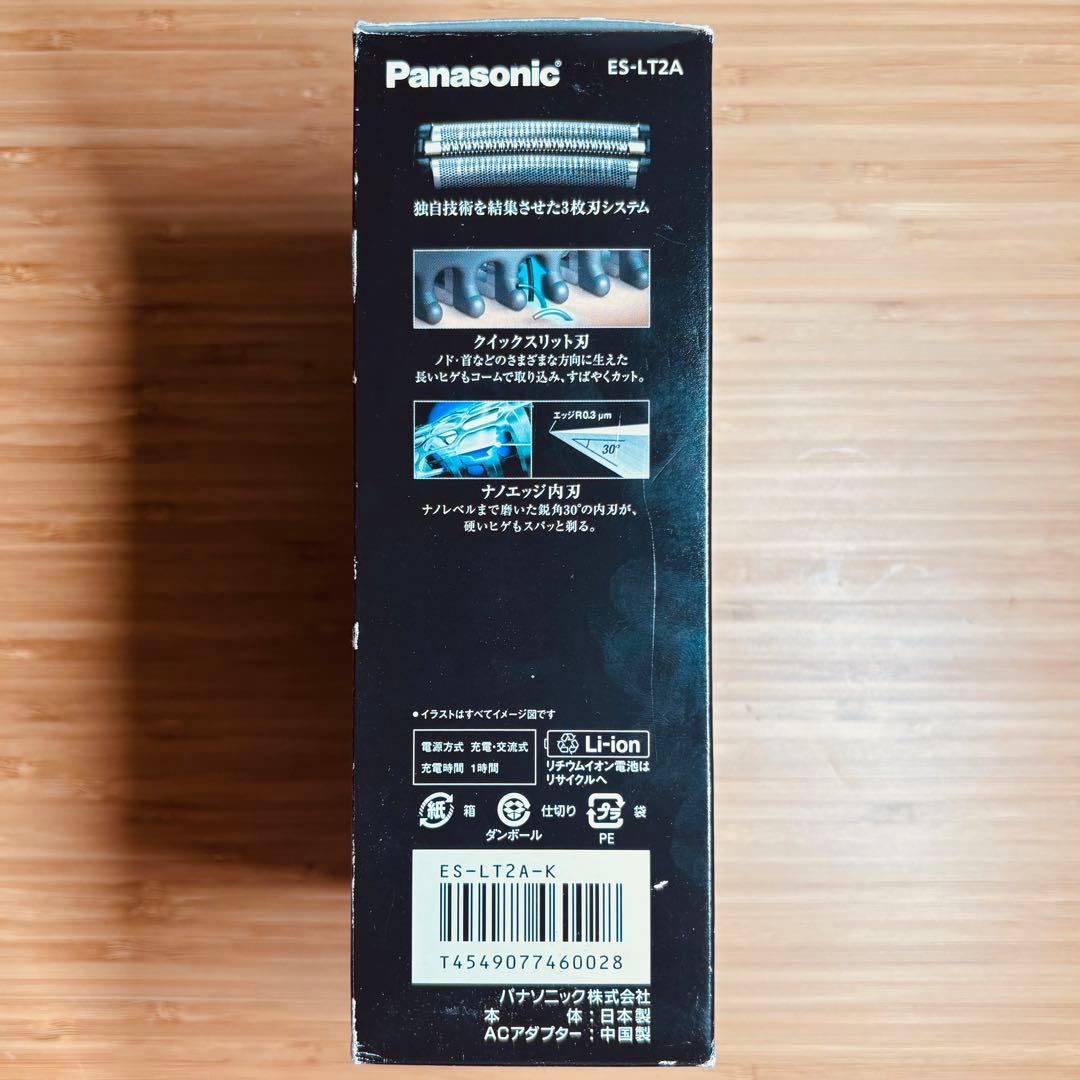 Panasonic® ES-LT2A
独自技術を結集させた3枚刃システム
クイックスリット刃
ノド・首などのさまざまな方向に生えた
長いヒゲもコームで取り込み、すばやくカット。
エッジR0.3 μm
30°
ナノエッジ内刃
ナノレベルまで磨いた鋭角30°の内刃が、
硬いヒゲもスパッと剃る。
●イラストはすべてイメージ図です
電源方式 充電・交流式
充電時間 1時間
Li-ion
リチウムイオン電池は
リサイクルへ
紙 箱
ダンボール 仕切り
プラ 袋
PE
ES-LT2A-K
T4549077460028
パナソニック株式会社
本体:日本製
ACアダプター:中国製